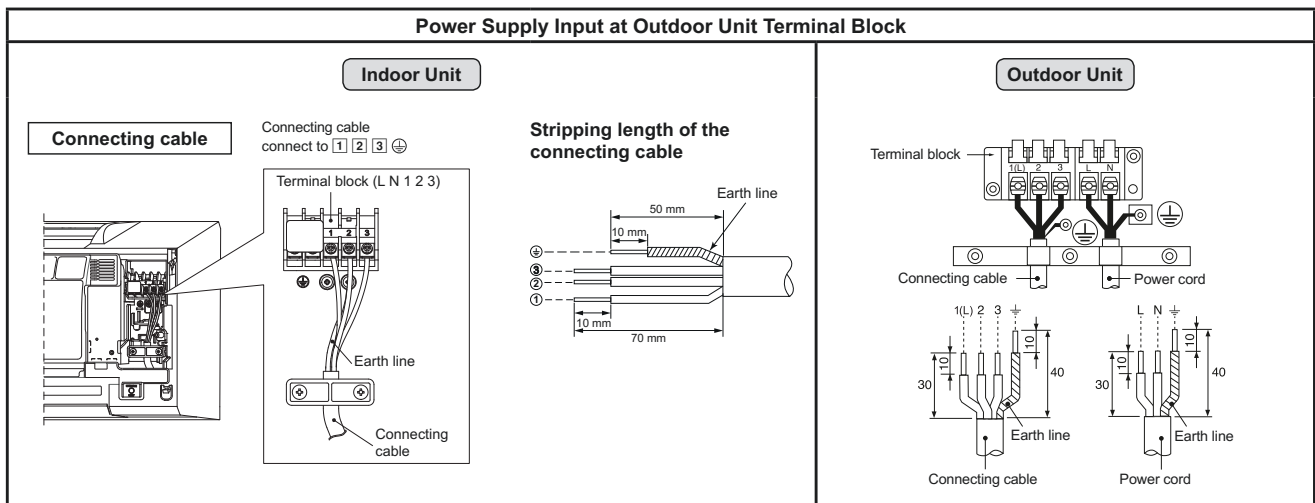 Power Supply Input at Outdoor Unit Terminal Block
Indoor Unit
Connecting cable
Connecting cable
connect to 1 2 3 ⏚
Terminal block (L N 1 2 3)
1 2 3
Earth line
Connecting
cable
Stripping length of the
connecting cable
Earth line
50 mm
10 mm
⏚
③
②
①
10 mm
70 mm
Outdoor Unit
Terminal block
1(L) 2 3 L N
Connecting cable
Power cord
1(L) 2 3 ⏚
10
10
30
40
Earth line
Connecting cable
L N ⏚
10
10
30
40
Earth line
Power cord